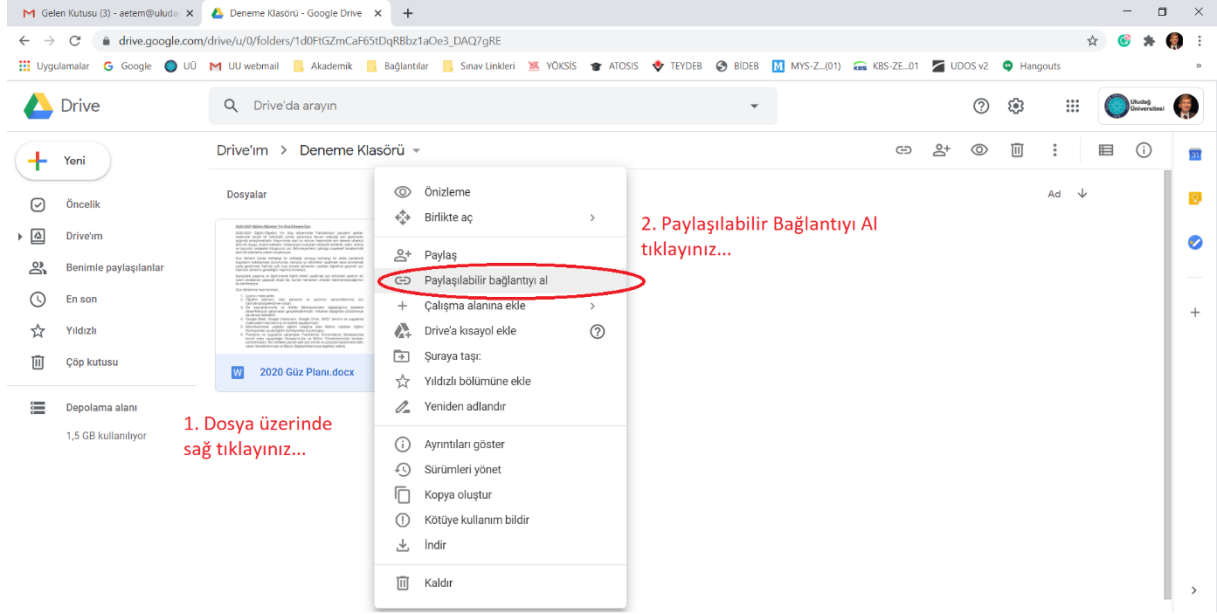 Gelen Kutusu (3) - aetem@uluda
Deneme Klasörü - Google Drive
drive.google.com/drive/u/0/folders/1d0FtGZmCaF65tDqRBbz1aOe3_DAQ7gRE
Uygulamalar Google UÜ UU webmail Akademik Bağlantılar Sınav Linkleri YÖKSİS ATOSIS TEYDEB BİDEB MYS-Z...(01) KBS-ZE...01 UDOS v2 Hangouts
Drive
Drive'da arayın
Uludağ Üniversitesi
Yeni
Drive'ım > Deneme Klasörü
Öncelik
Drive'ım
Benimle paylaşılanlar
En son
Yıldızlı
Çöp kutusu
Depolama alanı
1,5 GB kullanılıyor
Dosyalar
Ad
2020 Güz Planı.docx
1. Dosya üzerinde
sağ tıklayınız...
Önizleme
Birlikte aç
Paylaş
Paylaşılabilir bağlantıyı al
Çalışma alanına ekle
Drive'a kısayol ekle
Şuraya taşı:
Yıldızlı bölümüne ekle
Yeniden adlandır
Ayrıntıları göster
Sürümleri yönet
Kopya oluştur
Kötüye kullanım bildir
İndir
Kaldır
2. Paylaşılabilir Bağlantıyı Al
tıklayınız...